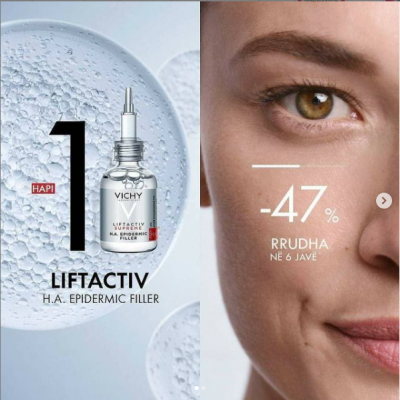 HAPI
1
VICHY
LIFTACTIV
SUPREME
H.A. EPIDERMIC
FILLER
LIFTACTIV
H.A. EPIDERMIC FILLER
-47%
RRUDHA
NË 6 JAVË*